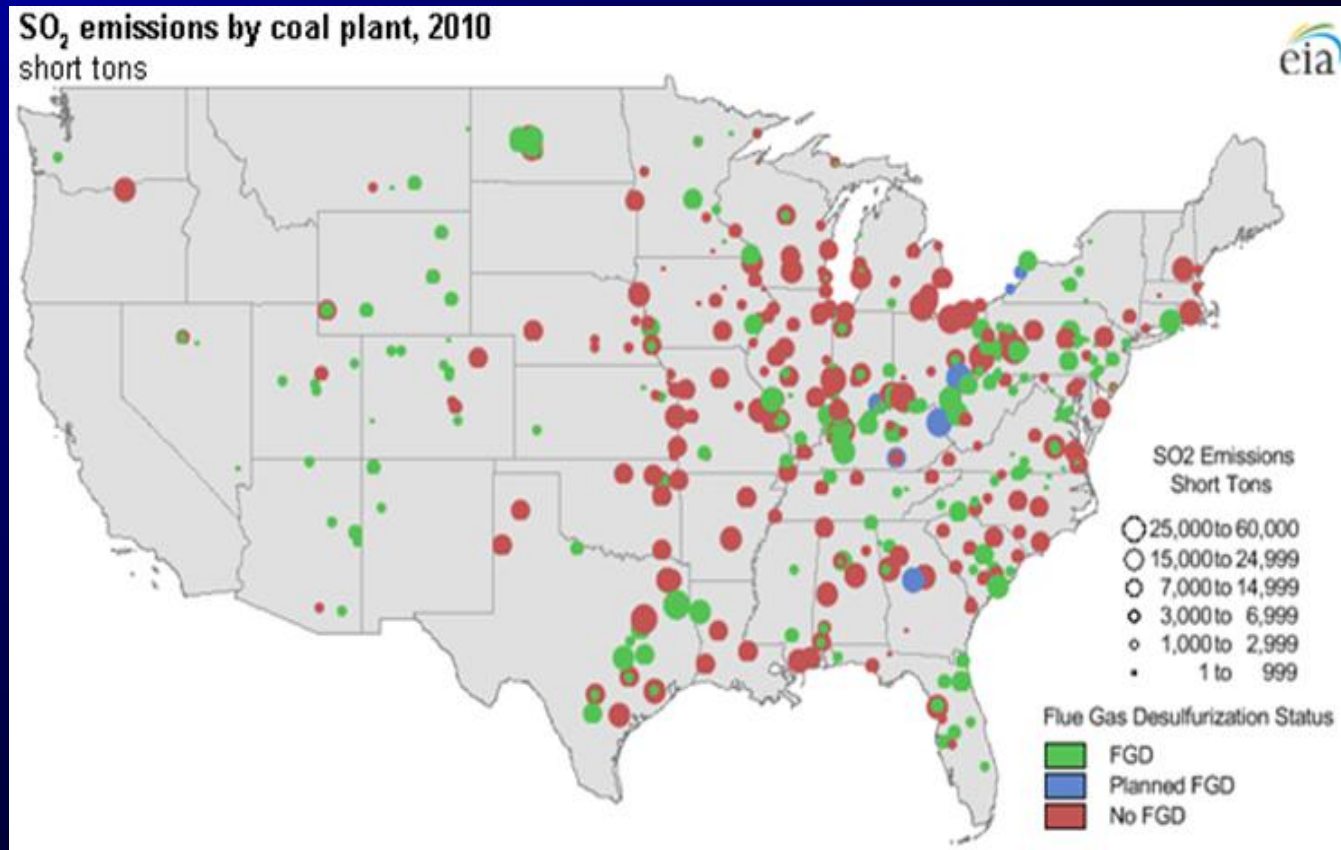 SO₂ emissions by coal plant, 2010
short tons
eia
SO2 Emissions
Short Tons
25,000 to 60,000
15,000 to 24,999
7,000 to 14,999
3,000 to 6,999
1,000 to 2,999
1 to 999
Flue Gas Desulfurization Status
FGD
Planned FGD
No FGD